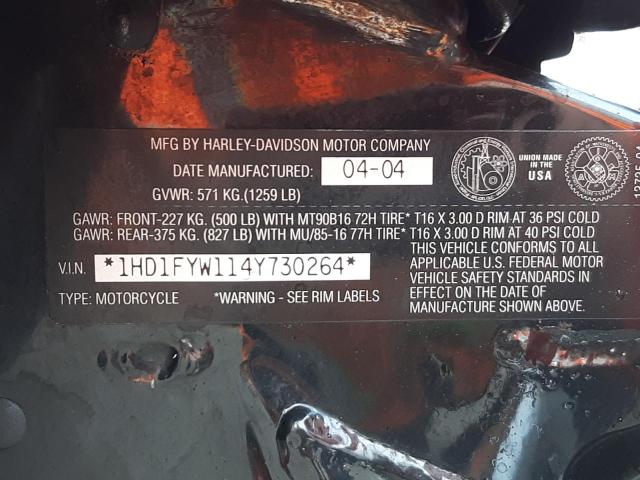 MFG BY HARLEY-DAVIDSON MOTOR COMPANY
DATE MANUFACTURED: 04-04
GVWR: 571 KG.(1259 LB)
UNION MADE
IN THE
USA
GAWR: FRONT-227 KG. (500 LB) WITH MT90B16 72H TIRE* T16 X 3.00 D RIM AT 36 PSI COLD
GAWR: REAR-375 KG. (827 LB) WITH MU/85-16 77H TIRE* T16 X 3.00 D RIM AT 40 PSI COLD
V.I.N. *1HD1FYW114Y730264*
TYPE: MOTORCYCLE *WARNING - SEE RIM LABELS
THIS VEHICLE CONFORMS TO ALL
APPLICABLE U.S. FEDERAL MOTOR
VEHICLE SAFETY STANDARDS IN
EFFECT ON THE DATE OF
MANUFACTURE SHOWN ABOVE.